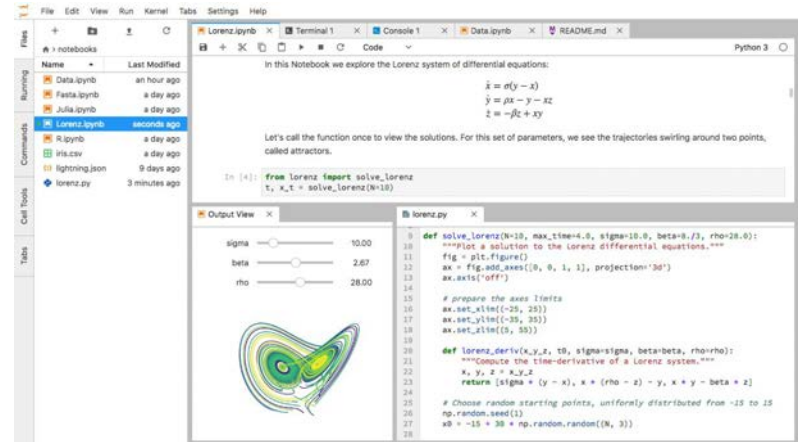 File Edit View Run Kernel Tabs Settings Help
Files
Running
Commands
Cell Tools
Tabs
notebooks
Name Last Modified
Data.ipynb an hour ago
Fasta.ipynb a day ago
Julia.ipynb a day ago
Lorenz.ipynb seconds ago
R.ipynb a day ago
iris.csv a day ago
lightning.json 9 days ago
lorenz.py 3 minutes ago
Lorenz.ipynb Terminal 1 Console 1 Data.ipynb README.md
Code Python 3
In this Notebook we explore the Lorenz system of differential equations:
ẋ = σ(y − x)
ẏ = ρx − y − xz
ż = −βz + xy
Let's call the function once to view the solutions. For this set of parameters, we see the trajectories swirling around two points,
called attractors.
In [4]: from lorenz import solve_lorenz
t, x_t = solve_lorenz(N=10)
Output View
sigma 10.00
beta 2.67
rho 28.00
lorenz.py
9 def solve_lorenz(N=10, max_time=4.0, sigma=10.0, beta=8./3, rho=28.0):
10 """Plot a solution to the Lorenz differential equations."""
11 fig = plt.figure()
12 ax = fig.add_axes([0, 0, 1, 1], projection='3d')
13 ax.axis('off')
14
15 # prepare the axes limits
16 ax.set_xlim((-25, 25))
17 ax.set_ylim((-35, 35))
18 ax.set_zlim((5, 55))
19
20 def lorenz_deriv(x_y_z, t0, sigma=sigma, beta=beta, rho=rho):
21 """Compute the time-derivative of a Lorenz system."""
22 x, y, z = x_y_z
23 return [sigma * (y - x), x * (rho - z) - y, x * y - beta * z]
24
25 # Choose random starting points, uniformly distributed from -15 to 15
26 np.random.seed(1)
27 x0 = -15 + 30 * np.random.random((N, 3))
28